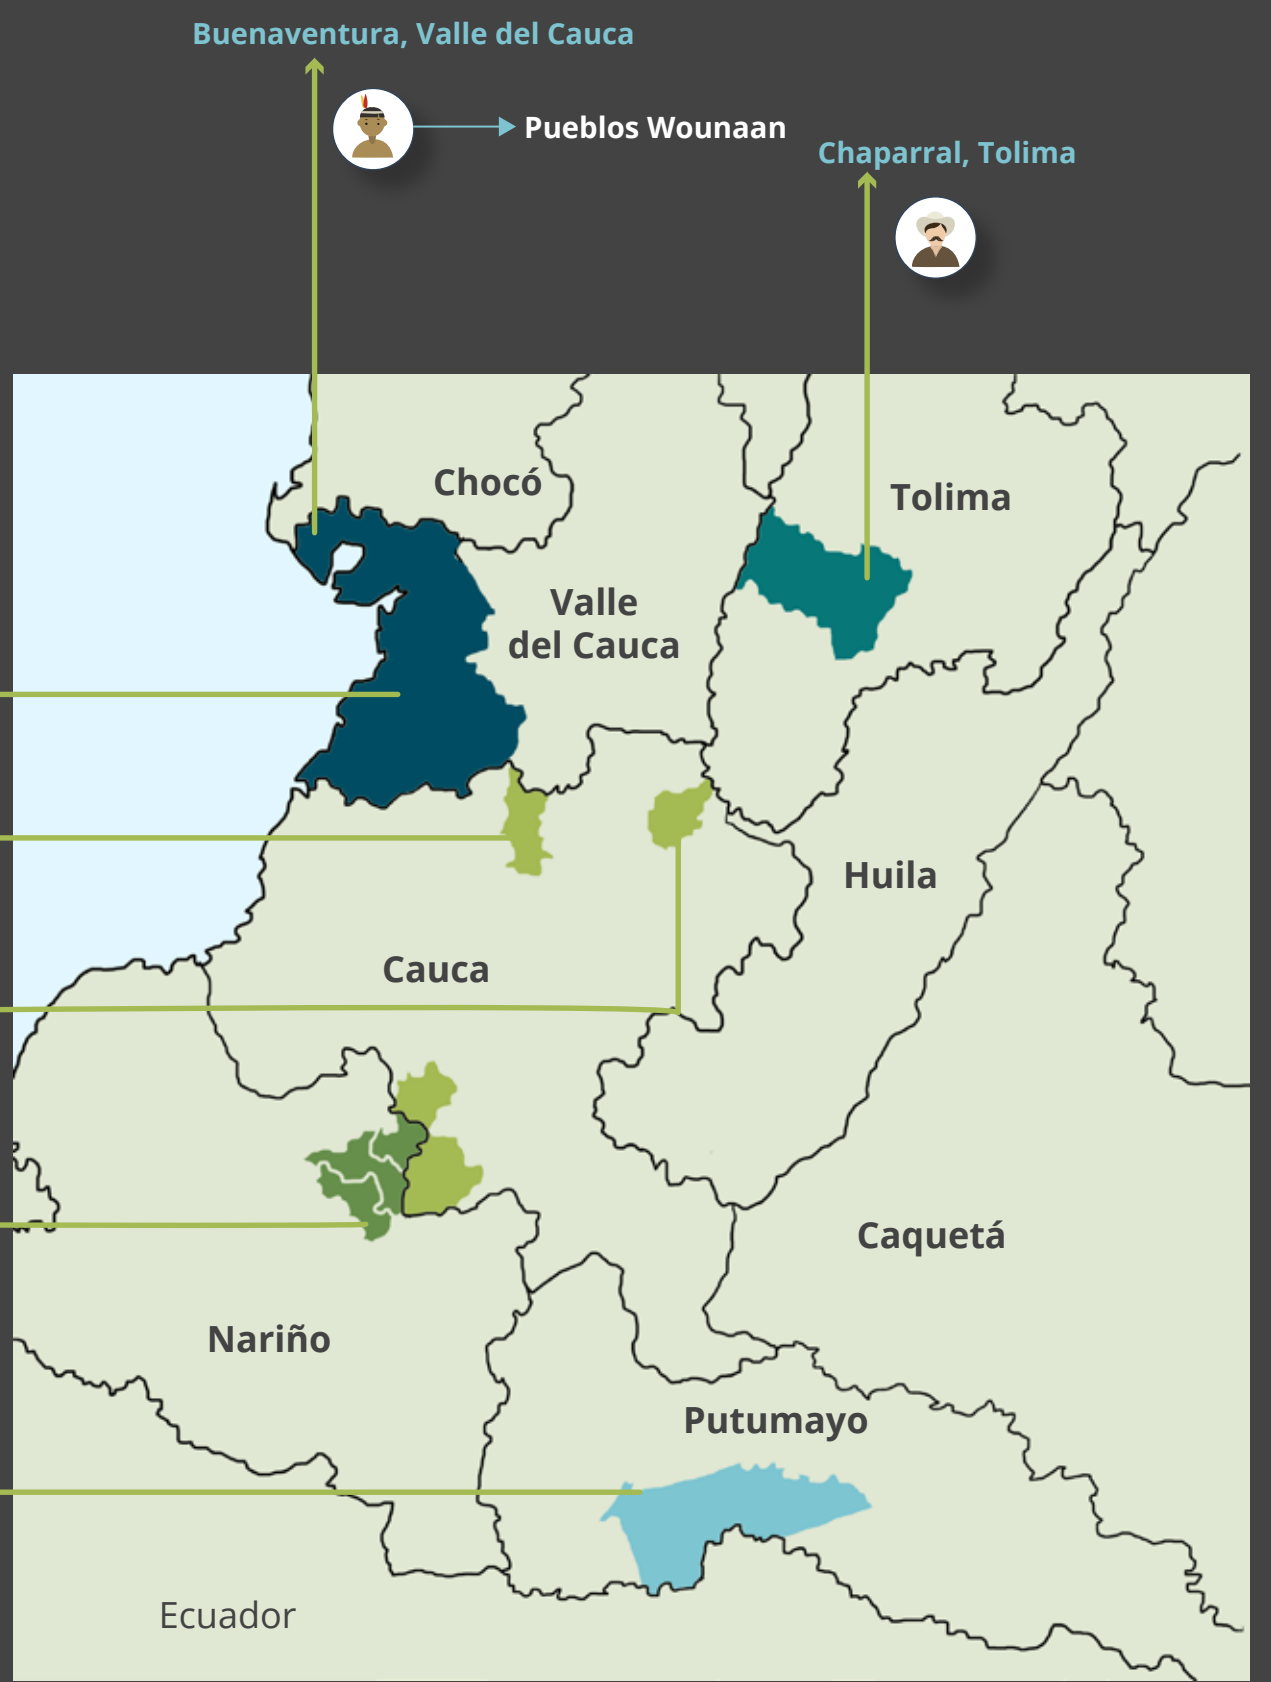 Buenaventura, Valle del Cauca
Pueblos Wounaan
Chaparral, Tolima
Chocó
Tolima
Valle
del Cauca
Huila
Cauca
Caquetá
Nariño
Putumayo
Ecuador